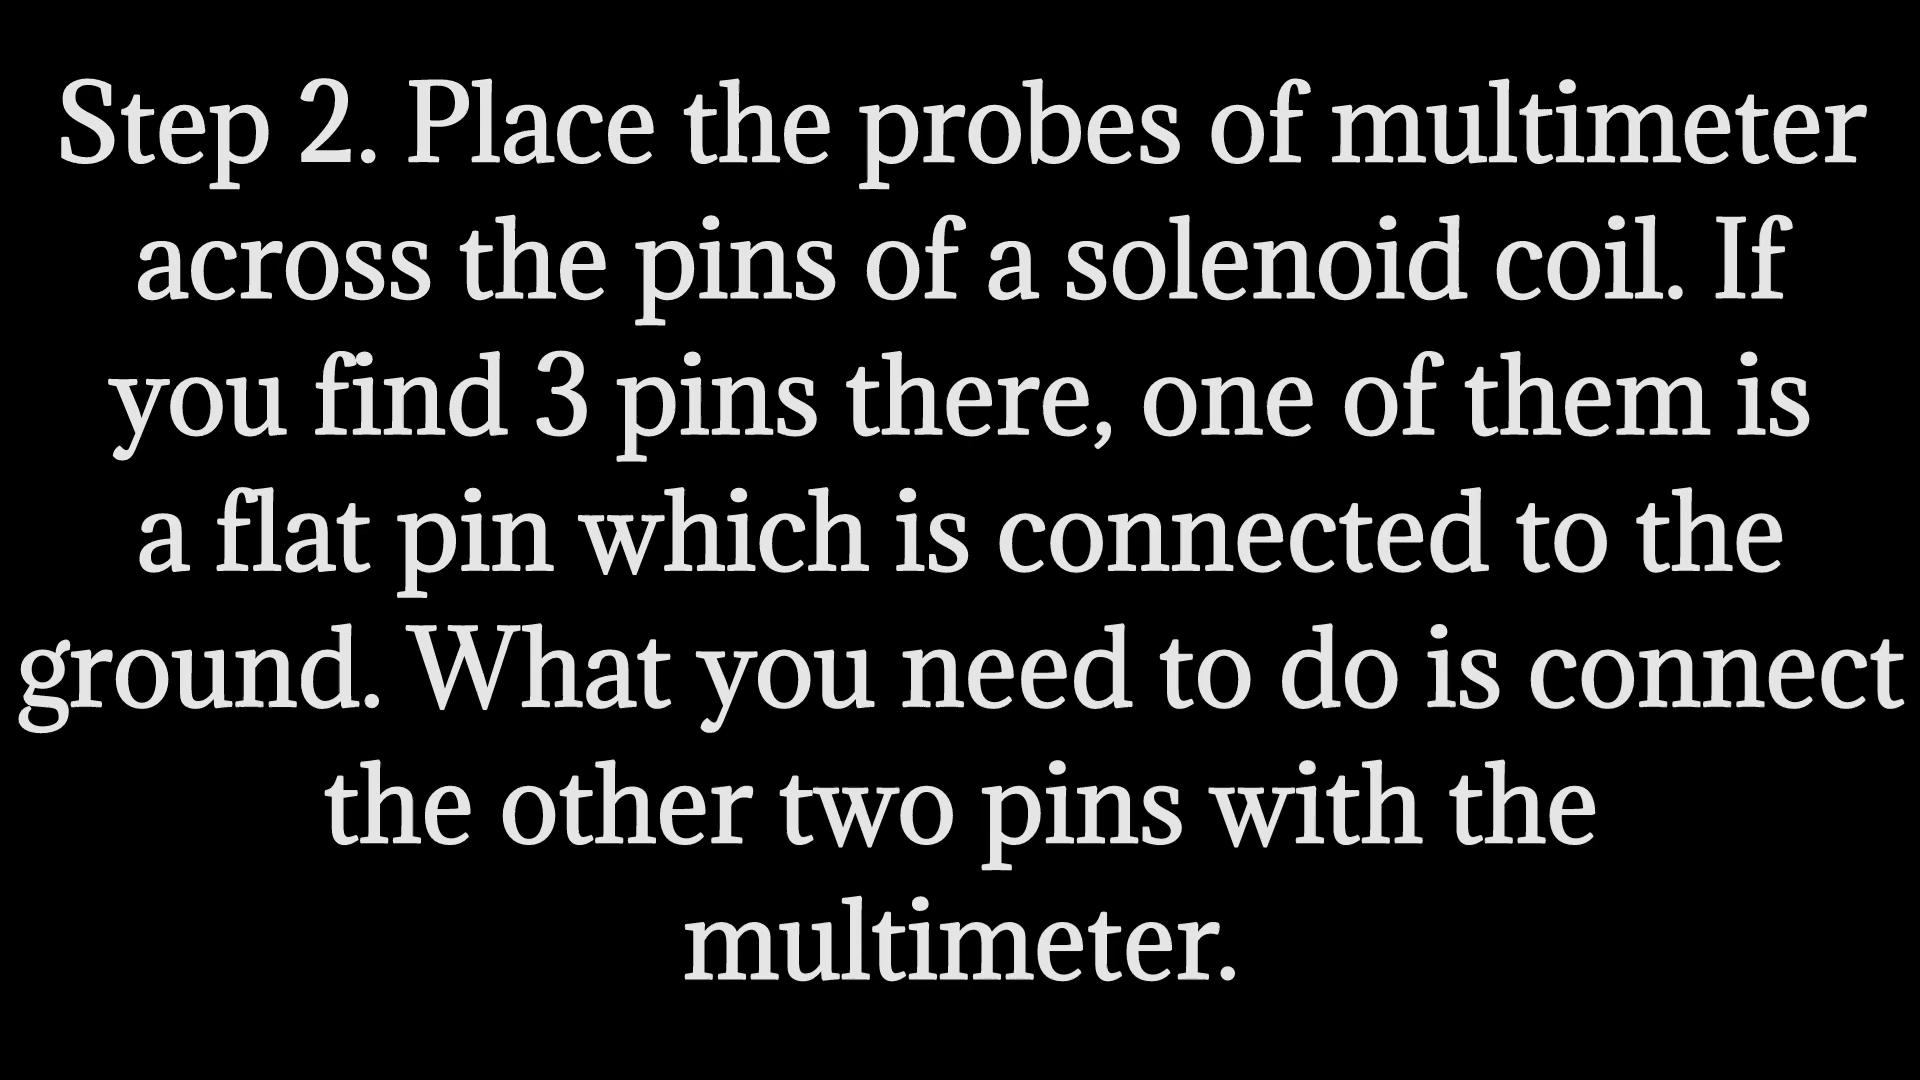 Step 2. Place the probes of multimeter
across the pins of a solenoid coil. If
you find 3 pins there, one of them is
a flat pin which is connected to the
ground. What you need to do is connect
the other two pins with the
multimeter.